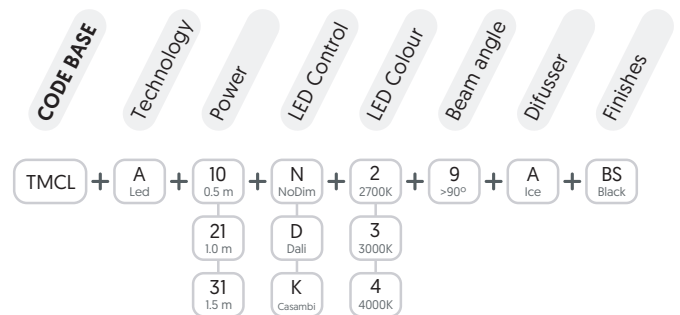 CODE BASE
Technology
Power
LED Control
LED Colour
Beam angle
Difusser
Finishes
TMCL + A + 10 + N + 2 + 9 + A + BS
Led 0.5 m NoDim 2700K >90º Ice Black
21 D 3
1.0 m Dali 3000K
31 K 4
1.5 m Casambi 4000K